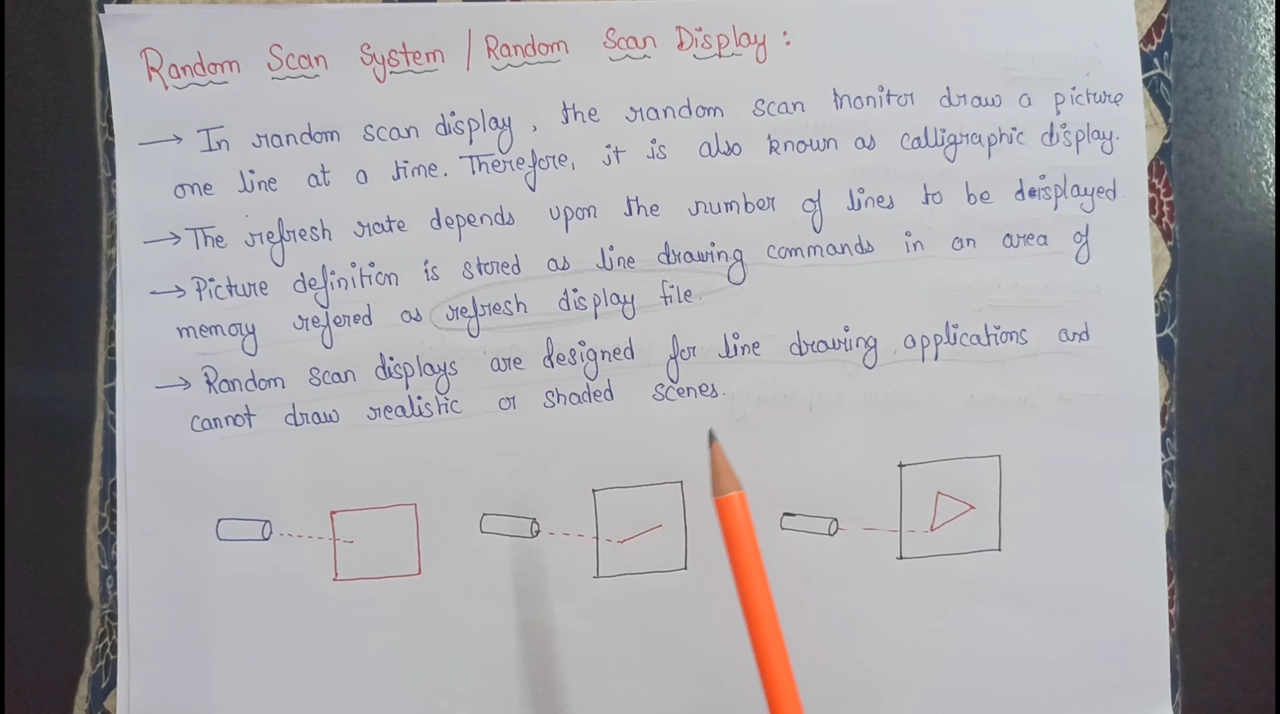 Random Scan System / Random Scan Display :
→ In random scan display, the random scan monitor draw a picture
one line at a time. Therefore, it is also known as calligraphic display.
→ The refresh rate depends upon the number of lines to be displayed
→ Picture definition is stored as line drawing commands in an area of
memory refered as refresh display file.
→ Random scan displays are designed for line drawing applications and
cannot draw realistic or shaded scenes.